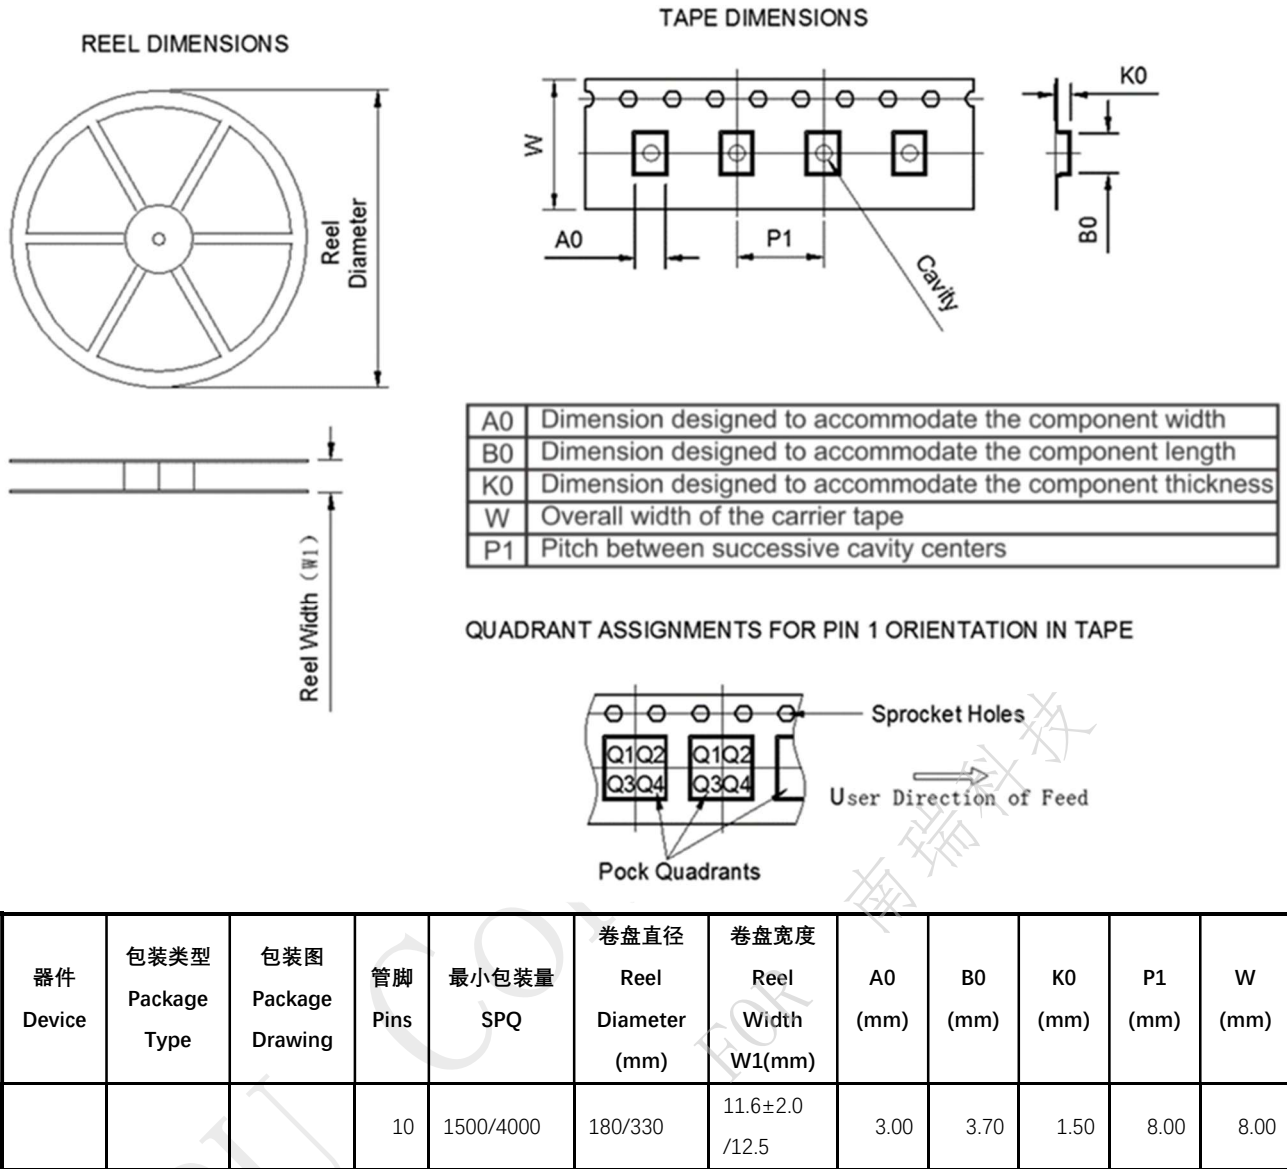 REEL DIMENSIONS
TAPE DIMENSIONS
Reel
Diameter
W
A0
P1
Cavity
K0
B0
Reel Width (W1)
A0 Dimension designed to accommodate the component width
B0 Dimension designed to accommodate the component length
K0 Dimension designed to accommodate the component thickness
W Overall width of the carrier tape
P1 Pitch between successive cavity centers
QUADRANT ASSIGNMENTS FOR PIN 1 ORIENTATION IN TAPE
Sprocket Holes
Q1 Q2 Q1 Q2
Q3 Q4 Q3 Q4
User Direction of Feed
Pock Quadrants
南瑞科技
FOR
器件
Device
包装类型
Package
Type
包装图
Package
Drawing
管脚
Pins
最小包装量
SPQ
卷盘直径
Reel
Diameter
(mm)
卷盘宽度
Reel
Width
W1(mm)
A0
(mm)
B0
(mm)
K0
(mm)
P1
(mm)
W
(mm)
10
1500/4000
180/330
11.6±2.0
/12.5
3.00
3.70
1.50
8.00
8.00